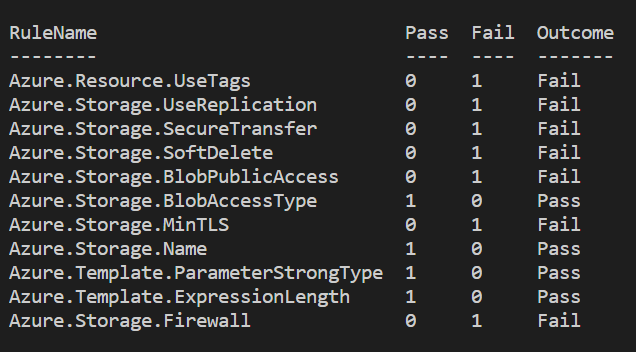 RuleName                            Pass  Fail  Outcome
--------                            ----  ----  -------
Azure.Resource.UseTags              0     1     Fail
Azure.Storage.UseReplication        0     1     Fail
Azure.Storage.SecureTransfer        0     1     Fail
Azure.Storage.SoftDelete            0     1     Fail
Azure.Storage.BlobPublicAccess      0     1     Fail
Azure.Storage.BlobAccessType        1     0     Pass
Azure.Storage.MinTLS                0     1     Fail
Azure.Storage.Name                  1     0     Pass
Azure.Template.ParameterStrongType  1     0     Pass
Azure.Template.ExpressionLength     1     0     Pass
Azure.Storage.Firewall              0     1     Fail